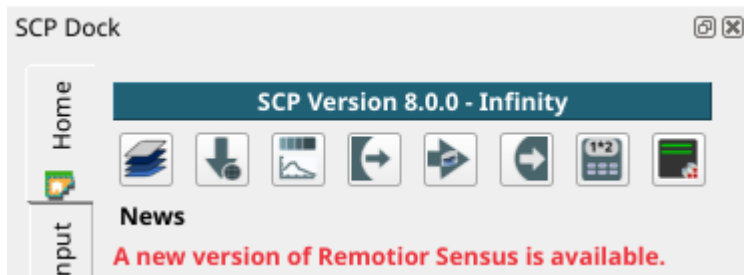 SCP Dock
Home
SCP Version 8.0.0 - Infinity
1*2
News
A new version of Remotior Sensus is available.